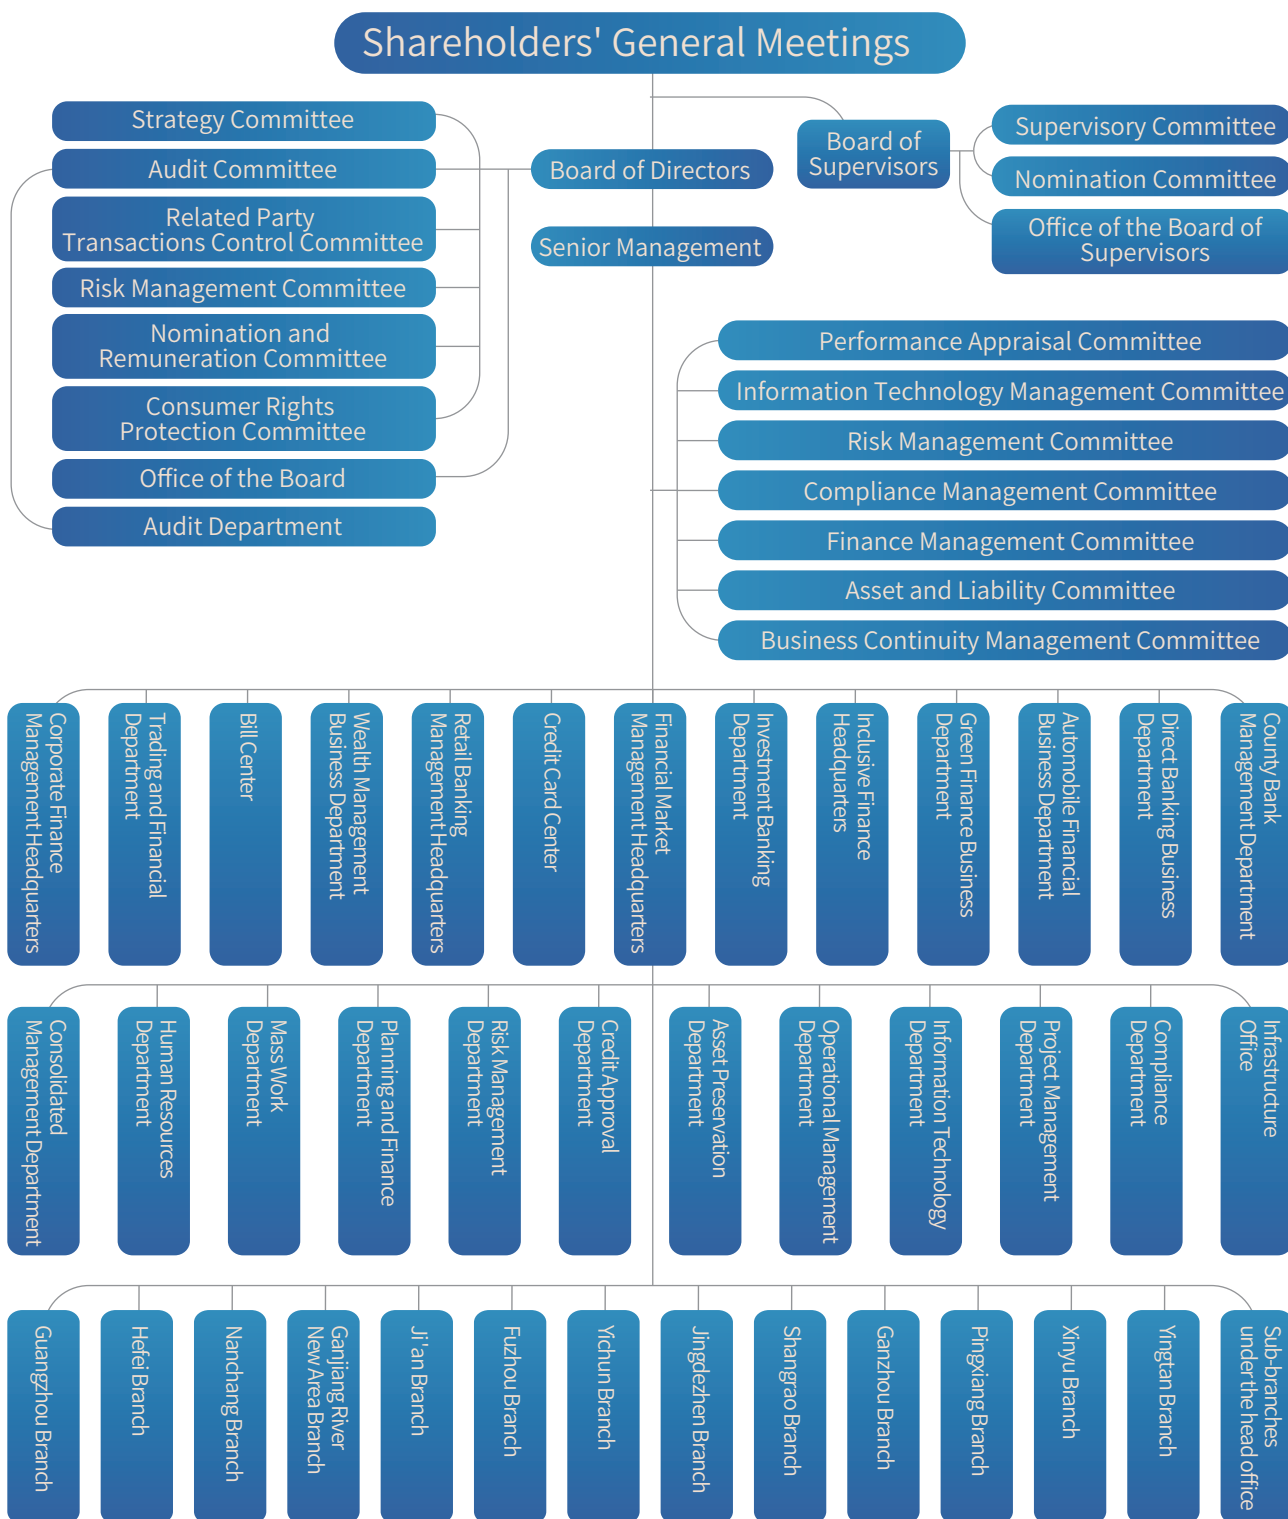 Shareholders' General Meetings
Strategy Committee
Audit Committee
Related Party
Transactions Control Committee
Risk Management Committee
Nomination and
Remuneration Committee
Consumer Rights
Protection Committee
Office of the Board
Audit Department
Board of Directors
Senior Management
Board of
Supervisors
Supervisory Committee
Nomination Committee
Office of the Board of
Supervisors
Performance Appraisal Committee
Information Technology Management Committee
Risk Management Committee
Compliance Management Committee
Finance Management Committee
Asset and Liability Committee
Business Continuity Management Committee
Corporate Finance
Management Headquarters
Trading and Financial
Department
Bill Center
Wealth Management
Business Department
Retail Banking
Management Headquarters
Credit Card Center
Financial Market
Management Headquarters
Investment Banking
Department
Inclusive Finance
Headquarters
Green Finance Business
Department
Automobile Financial
Business Department
Direct Banking Business
Department
County Bank
Management Department
Consolidated
Management Department
Human Resources
Department
Mass Work
Department
Planning and Finance
Department
Risk Management
Department
Credit Approval
Department
Asset Preservation
Department
Operational Management
Department
Information Technology
Department
Project Management
Department
Compliance
Department
Infrastructure
Office
Guangzhou Branch
Hefei Branch
Nanchang Branch
Ganjiang River
New Area Branch
Ji'an Branch
Fuzhou Branch
Yichun Branch
Jingdezhen Branch
Shangrao Branch
Ganzhou Branch
Pingxiang Branch
Xinyu Branch
Yingtan Branch
Sub-branches
under the head office